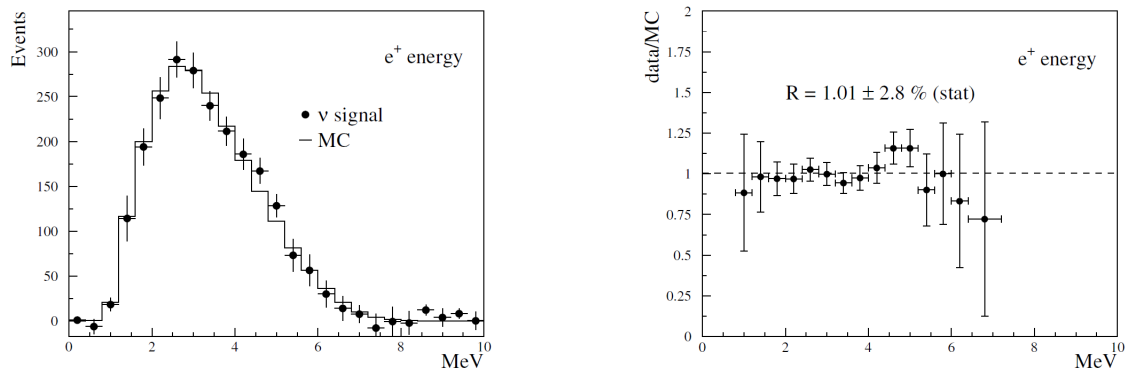 Events
300
250
200
150
100
50
0
e+ energy
ν signal
MC
0 2 4 6 8 10
MeV
data/MC
2
1.75
1.5
1.25
1
0.75
0.5
0.25
0
e+ energy
R = 1.01 ± 2.8 % (stat)
0 2 4 6 8 10
MeV